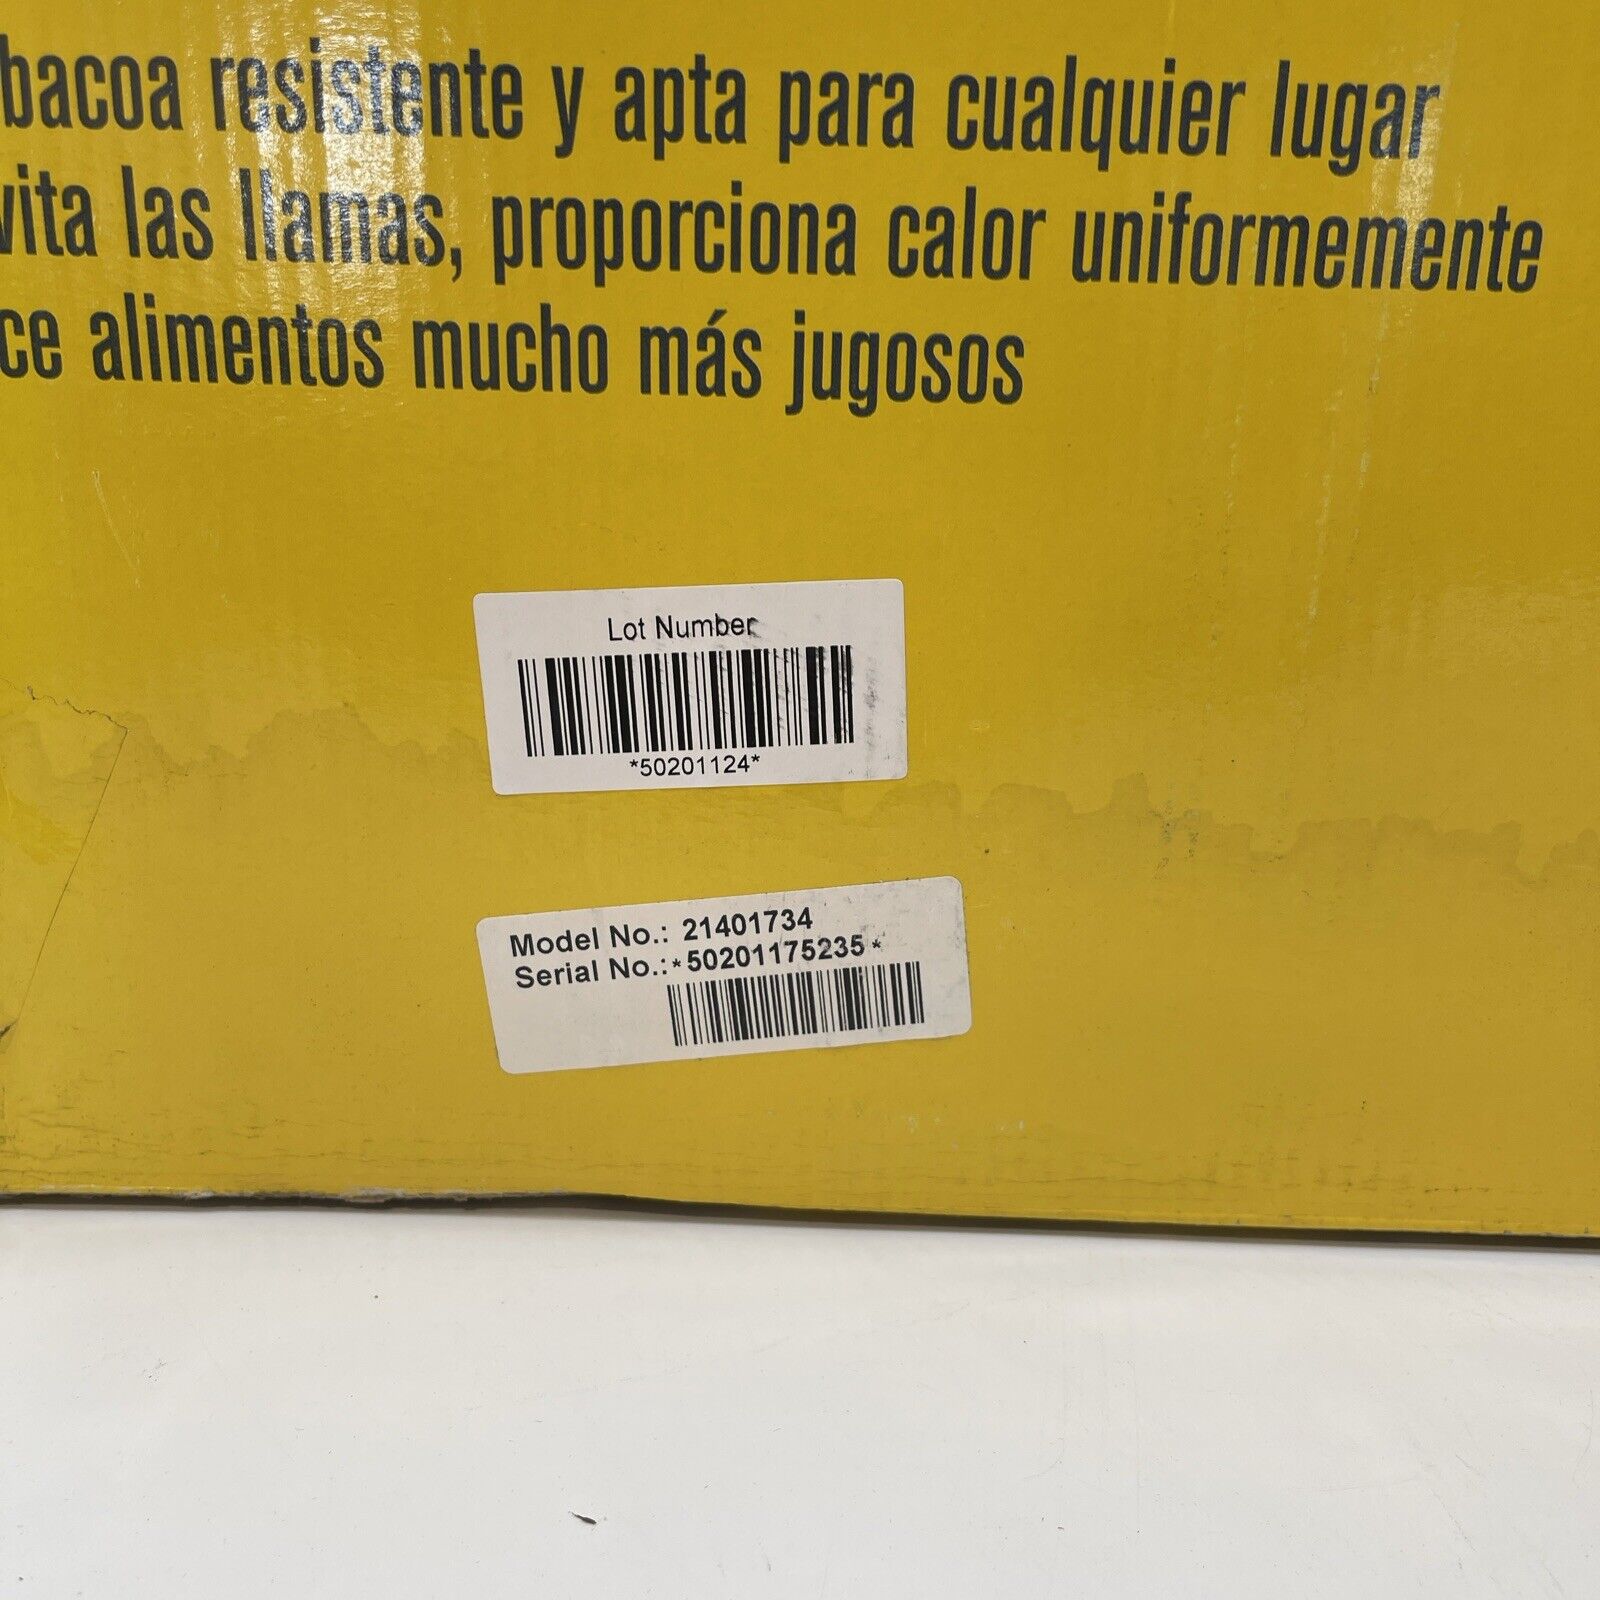 bacoa resistente y apta para cualquier lugar
vita las llamas, proporciona calor uniformemente
ce alimentos mucho más jugosos
Lot Number
*50201124*
Model No.: 21401734
Serial No.:*50201175235*